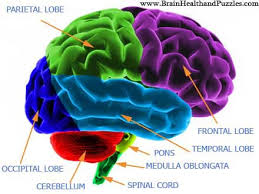 www.BrainHealthandPuzzles.com
PARIETAL LOBE
FRONTAL LOBE
TEMPORAL LOBE
PONS
MEDULLA OBLONGATA
OCCIPITAL LOBE
CEREBELLUM
SPINAL CORD